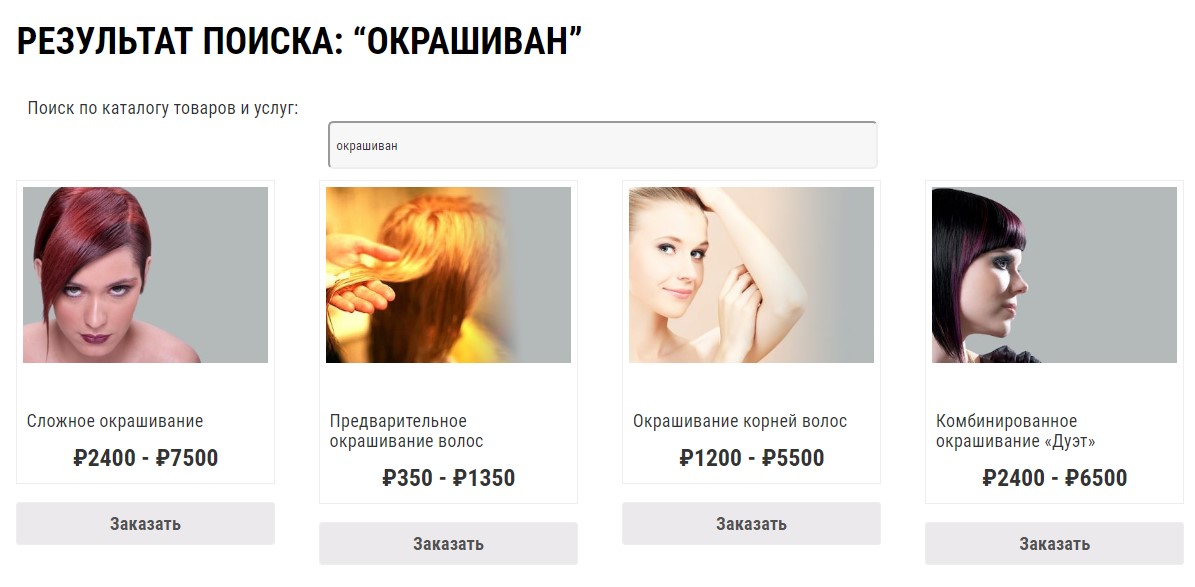 РЕЗУЛЬТАТ ПОИСКА: “ОКРАШИВАН”
Поиск по каталогу товаров и услуг:
окрашиван
Сложное окрашивание
₽2400 - ₽7500
Заказать
Предварительное
окрашивание волос
₽350 - ₽1350
Заказать
Окрашивание корней волос
₽1200 - ₽5500
Заказать
Комбинированное
окрашивание «Дуэт»
₽2400 - ₽6500
Заказать